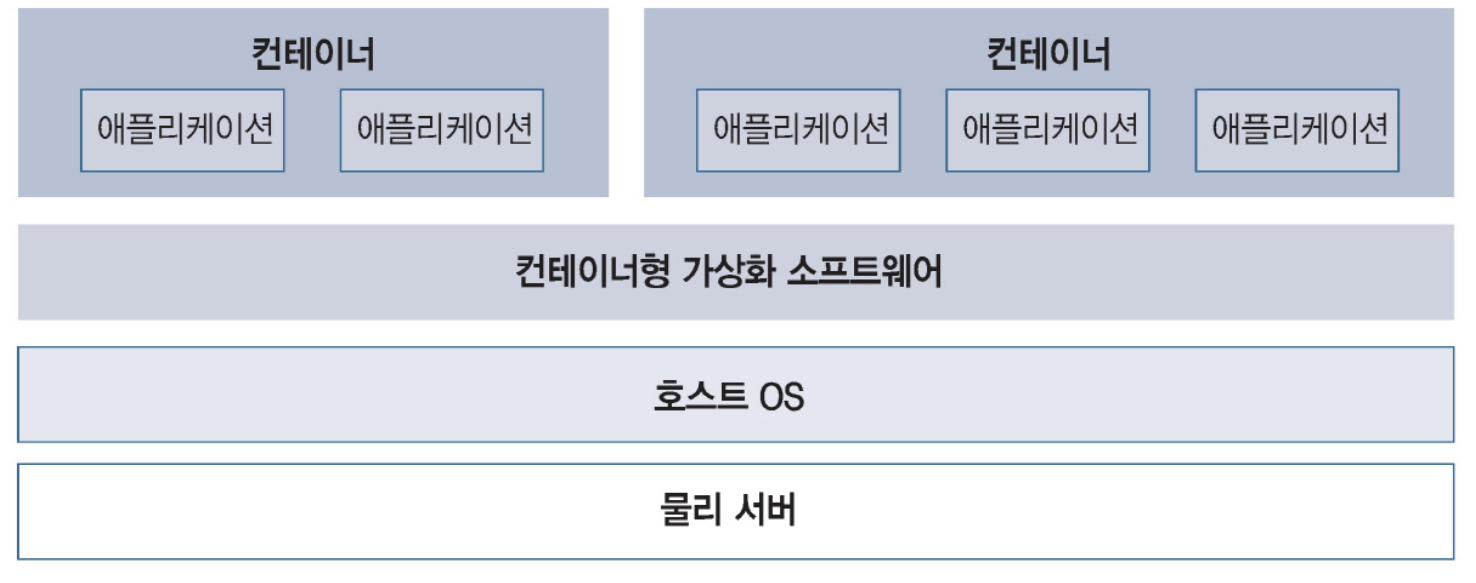 컨테이너
애플리케이션 애플리케이션
컨테이너
애플리케이션 애플리케이션 애플리케이션
컨테이너형 가상화 소프트웨어
호스트 OS
물리 서버